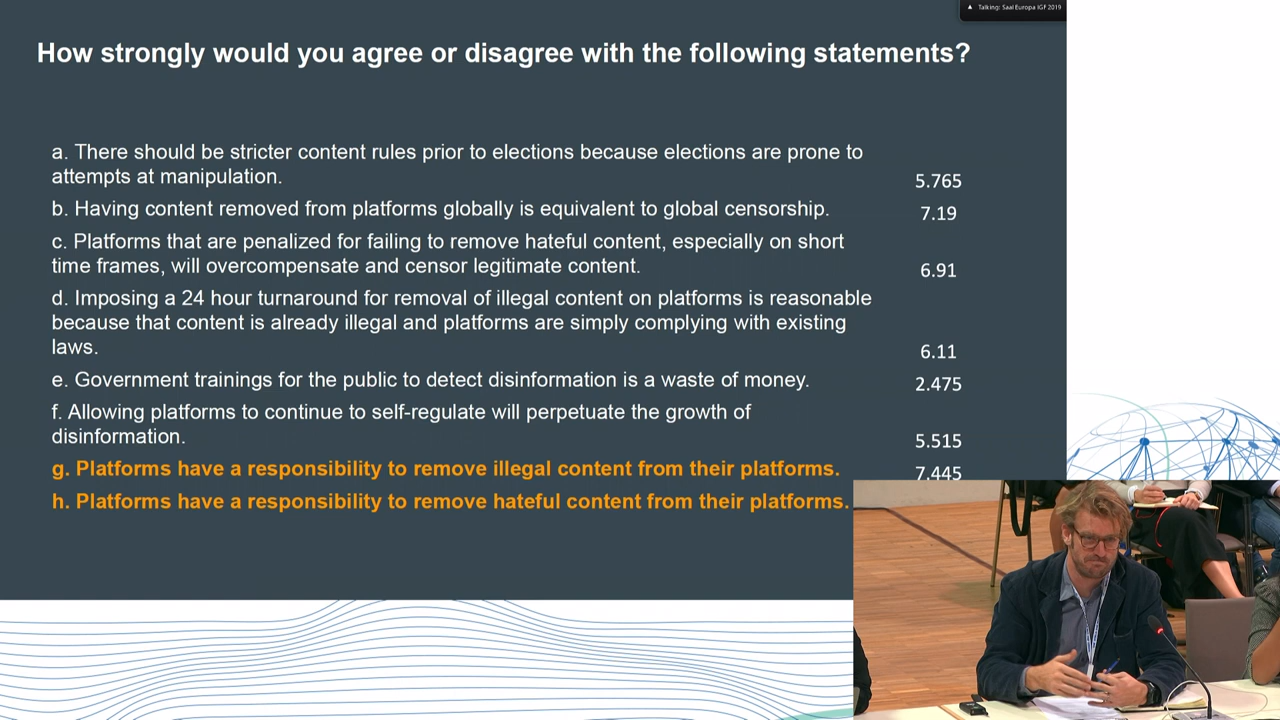 Talking: Saal Europa IGF 2019
How strongly would you agree or disagree with the following statements?
a. There should be stricter content rules prior to elections because elections are prone to
attempts at manipulation.
5.765
b. Having content removed from platforms globally is equivalent to global censorship.
7.19
c. Platforms that are penalized for failing to remove hateful content, especially on short
time frames, will overcompensate and censor legitimate content.
6.91
d. Imposing a 24 hour turnaround for removal of illegal content on platforms is reasonable
because that content is already illegal and platforms are simply complying with existing
laws.
6.11
e. Government trainings for the public to detect disinformation is a waste of money.
2.475
f. Allowing platforms to continue to self-regulate will perpetuate the growth of
disinformation.
5.515
g. Platforms have a responsibility to remove illegal content from their platforms.
7.445
h. Platforms have a responsibility to remove hateful content from their platforms.